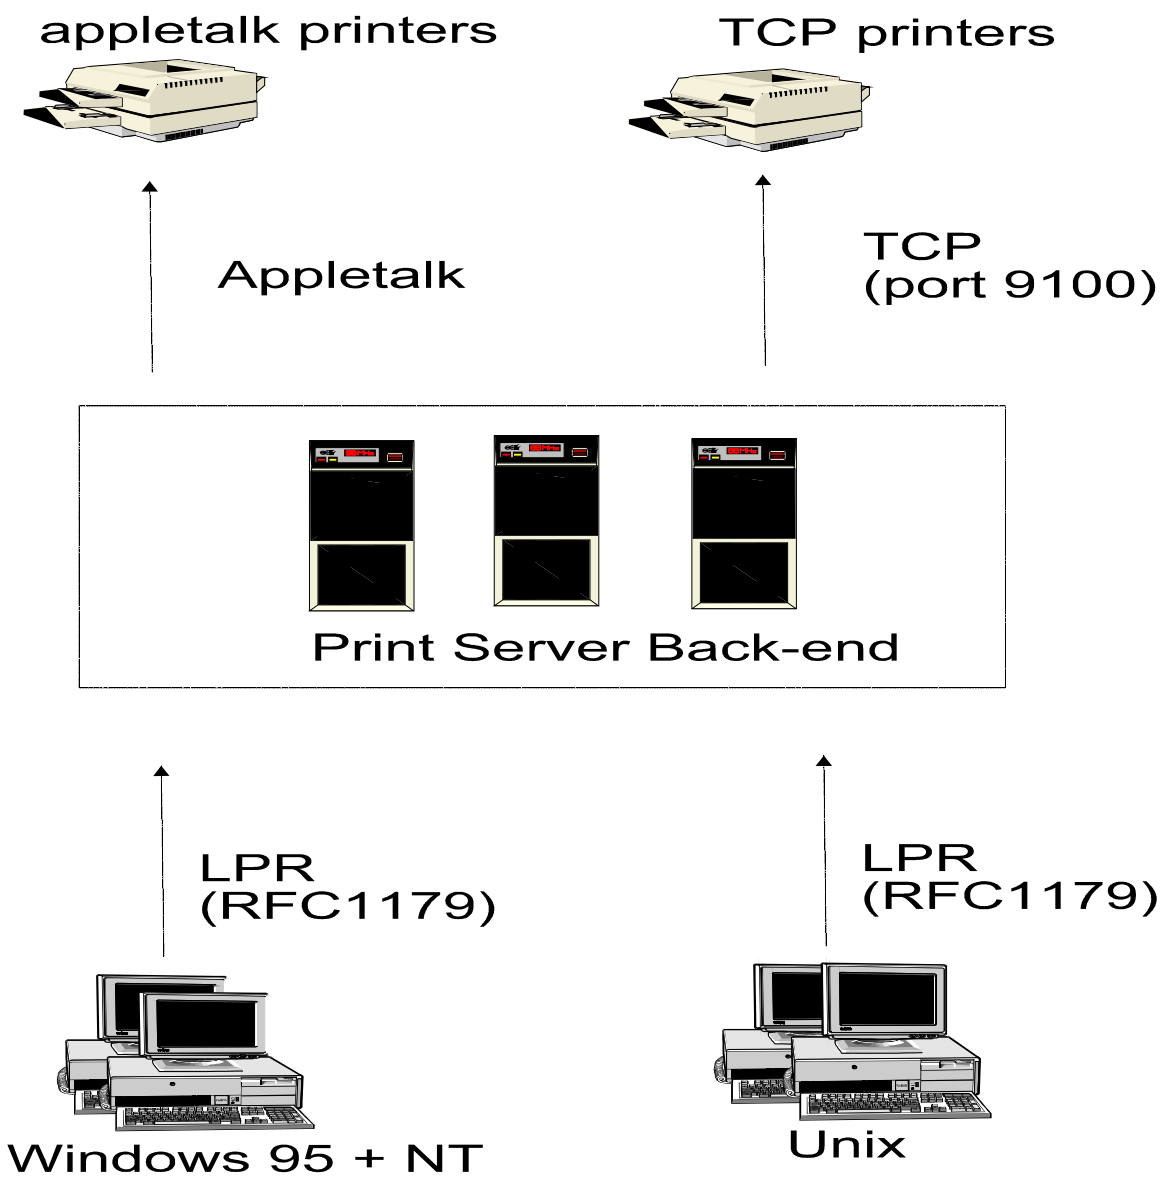 appletalk printers
TCP printers
Appletalk
TCP
(port 9100)
Print Server Back-end
LPR
(RFC1179)
LPR
(RFC1179)
Windows 95 + NT
Unix